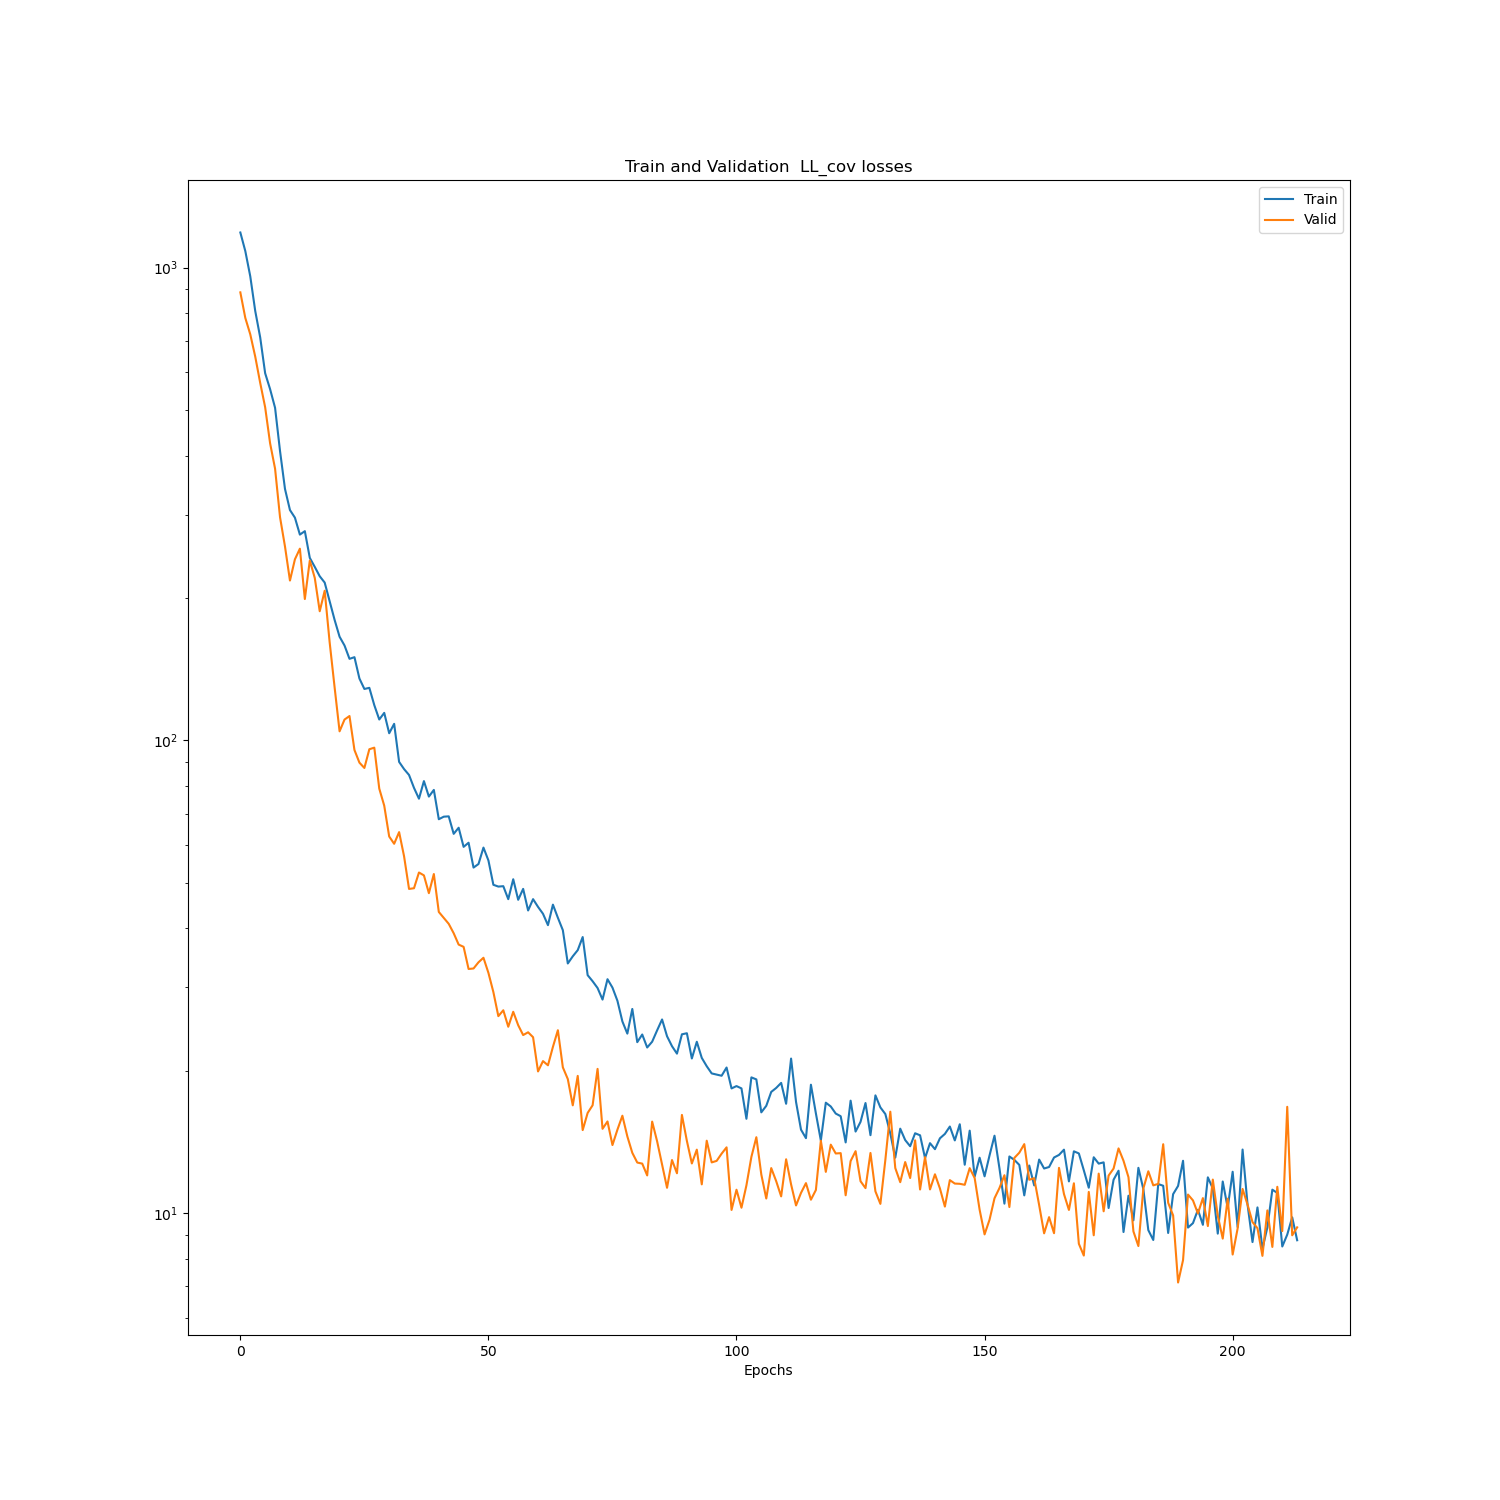 Train and Validation  LL_cov losses
Train
Valid
10³
10²
10¹
0 50 100 150 200
Epochs